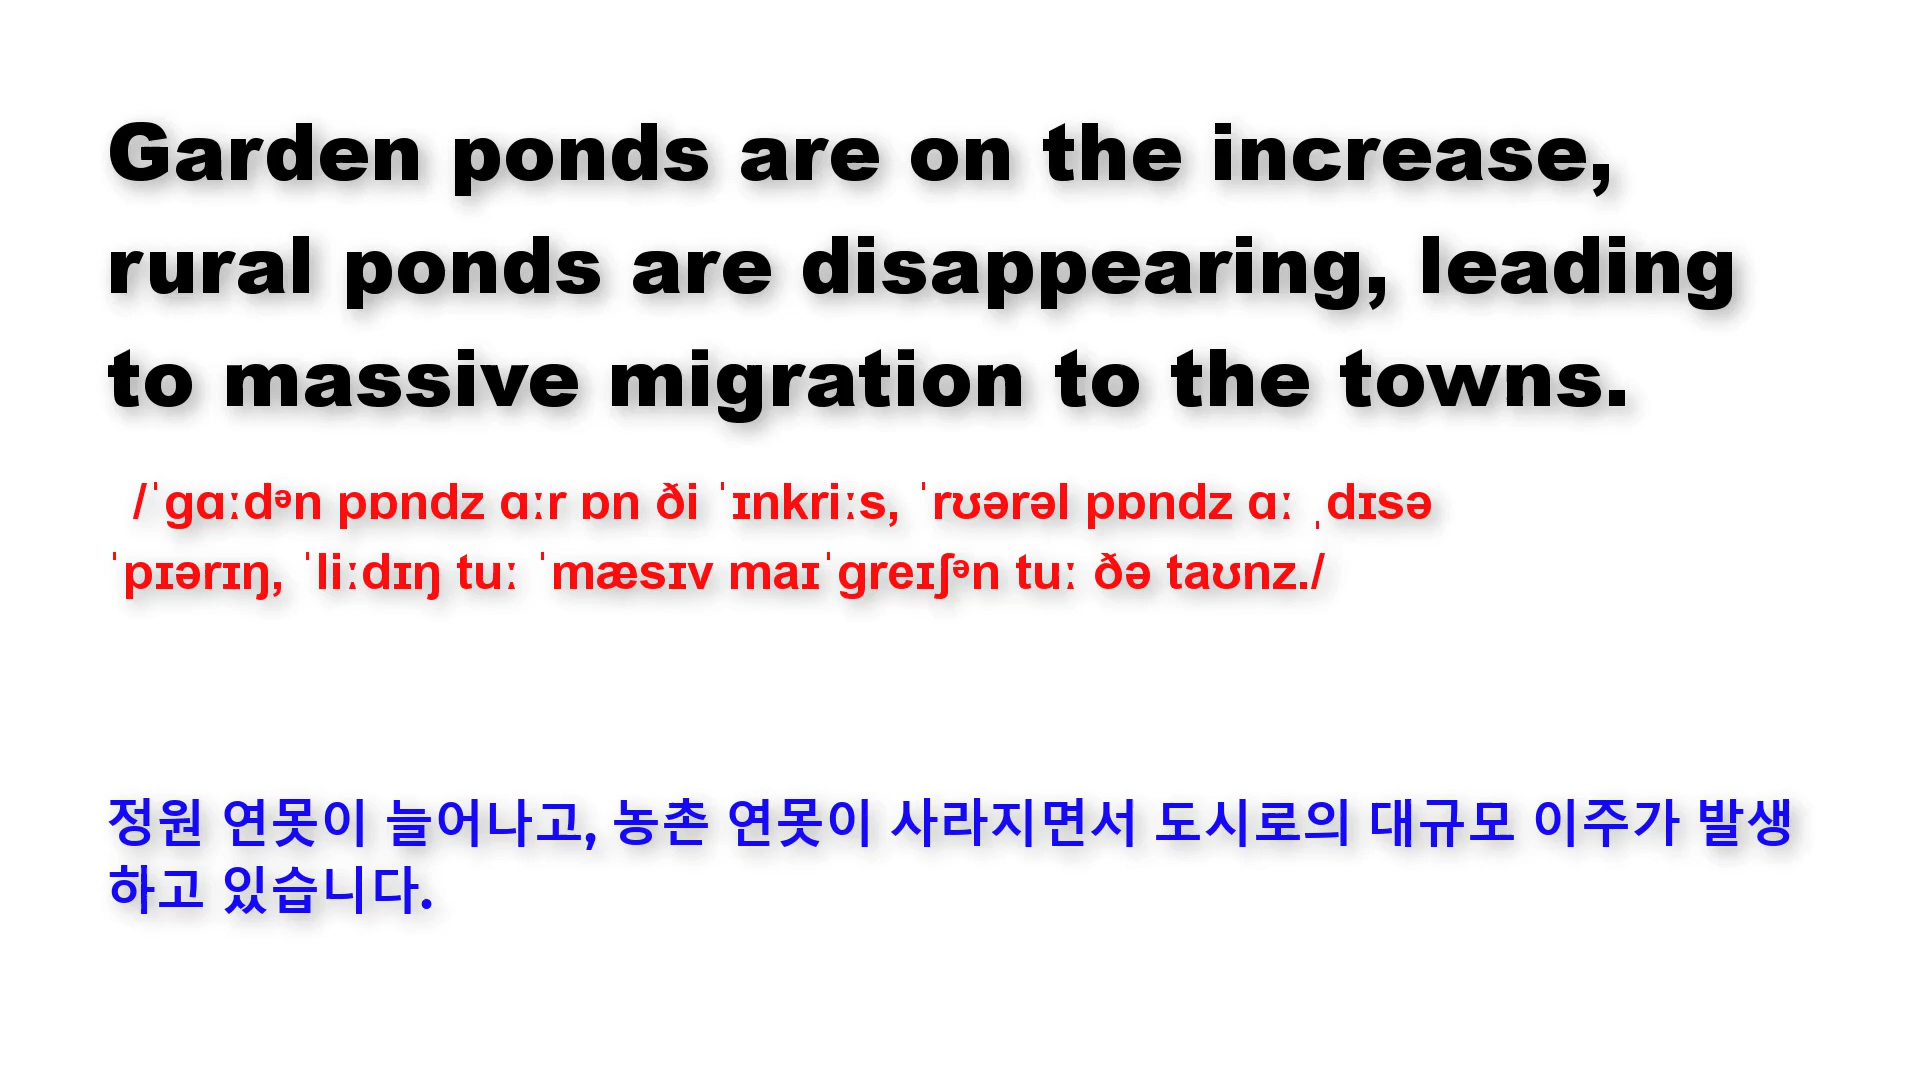 Garden ponds are on the increase,
rural ponds are disappearing, leading
to massive migration to the towns.
/ˈgɑːdᵊn pɒndz ɑːr ɒn ði ˈɪnkriːs, ˈrʊərəl pɒndz ɑː ˌdɪsə
ˈpɪərɪŋ, ˈliːdɪŋ tuː ˈmæsɪv maɪˈgreɪʃᵊn tuː ðə taʊnz./
정원 연못이 늘어나고, 농촌 연못이 사라지면서 도시로의 대규모 이주가 발생
하고 있습니다.